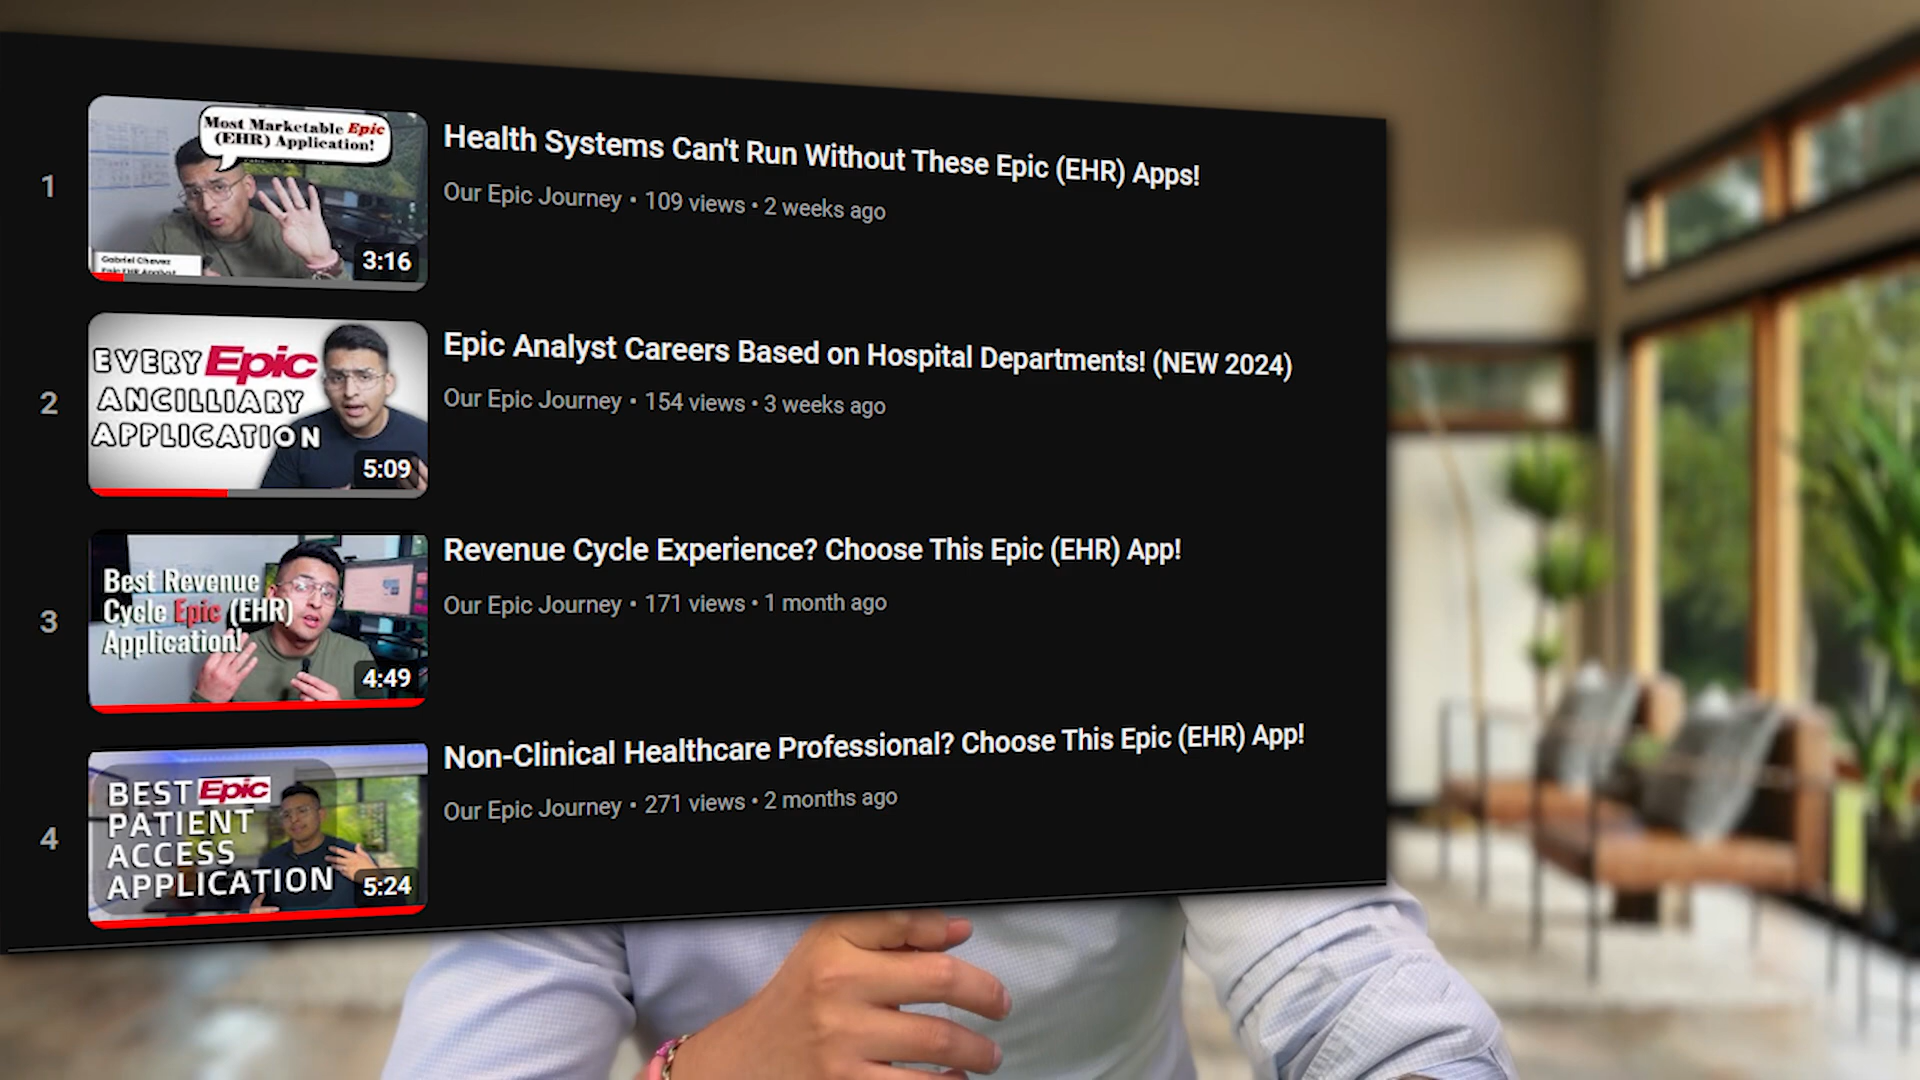 1
Most Marketable Epic
(EHR) Application!
Gabriel Chavez
Epic EHR Analyst
3:16
Health Systems Can't Run Without These Epic (EHR) Apps!
Our Epic Journey • 109 views • 2 weeks ago
2
EVERY Epic
ANCILLIARY
APPLICATION
5:09
Epic Analyst Careers Based on Hospital Departments! (NEW 2024)
Our Epic Journey • 154 views • 3 weeks ago
3
Best Revenue
Cycle Epic (EHR)
Application!
4:49
Revenue Cycle Experience? Choose This Epic (EHR) App!
Our Epic Journey • 171 views • 1 month ago
4
BEST Epic
PATIENT
ACCESS
APPLICATION
5:24
Non-Clinical Healthcare Professional? Choose This Epic (EHR) App!
Our Epic Journey • 271 views • 2 months ago